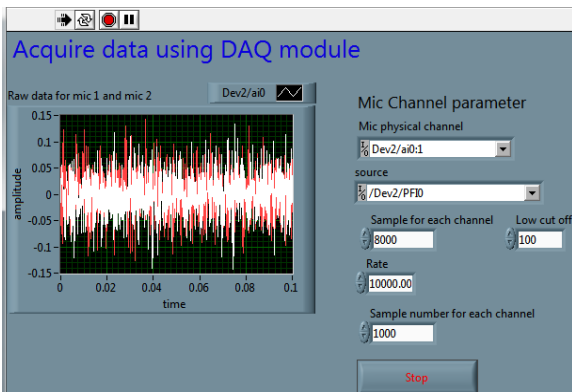 Acquire data using DAQ module
Raw data for mic 1 and mic 2
Dev2/ai0
0.15
0.1
0.05
0
-0.05
-0.1
-0.15
amplitude
0
0.02
0.04
0.06
0.08
0.1
time
Mic Channel parameter
Mic physical channel
Dev2/ai0:1
source
/Dev2/PFI0
Sample for each channel
Low cut off
8000
100
Rate
10000.00
Sample number for each channel
1000
Stop